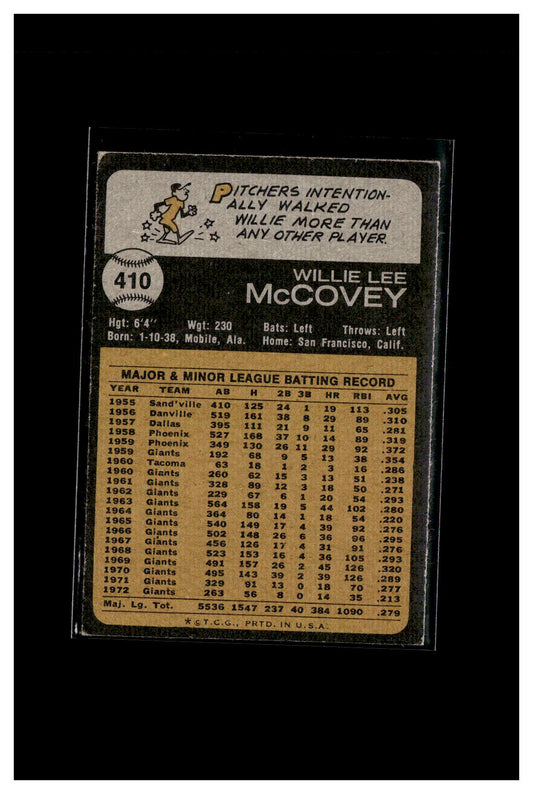 PITCHERS INTENTION-
ALLY WALKED
WILLIE MORE THAN
ANY OTHER PLAYER.
410
WILLIE LEE
McCOVEY
Hgt: 6'4" Wgt: 230 Bats: Left Throws: Left
Born: 1-10-38, Mobile, Ala. Home: San Francisco, Calif.
MAJOR & MINOR LEAGUE BATTING RECORD
YEAR TEAM AB H 2B 3B HR RBI AVG
1955 Sand'ville 410 125 24 1 19 113 .305
1956 Danville 519 161 38 8 29 89 .310
1957 Dallas 395 111 21 9 11 65 .281
1958 Phoenix 527 168 37 10 14 89 .319
1959 Phoenix 349 130 26 11 29 92 .372
1959 Giants 192 68 9 5 13 38 .354
1960 Tacoma 63 18 1 2 3 16 .286
1960 Giants 260 62 15 3 13 51 .238
1961 Giants 328 89 12 3 18 50 .271
1962 Giants 229 67 6 1 20 54 .293
1963 Giants 564 158 19 5 44 102 .280
1964 Giants 364 80 14 1 18 54 .220
1965 Giants 540 149 17 4 39 92 .276
1966 Giants 502 148 26 6 36 96 .295
1967 Giants 456 126 17 4 31 91 .276
1968 Giants 523 153 16 4 36 105 .293
1969 Giants 491 157 26 2 45 126 .320
1970 Giants 495 143 39 2 39 126 .289
1971 Giants 329 91 13 0 18 70 .277
1972 Giants 263 56 8 0 14 35 .213
Maj. Lg. Tot. 5536 1547 237 40 384 1090 .279
*©T.C.G., PRTD. IN U.S.A.